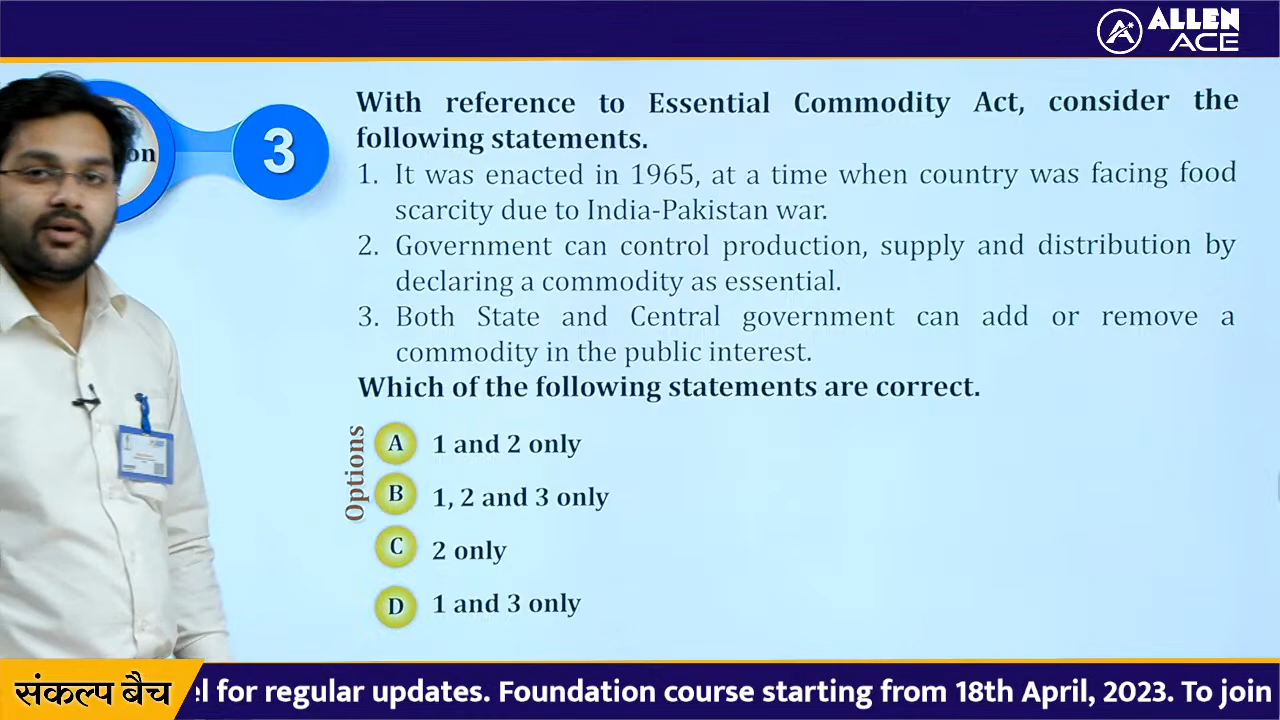 ALLEN
ACE
on
3
With reference to Essential Commodity Act, consider the
following statements.
1. It was enacted in 1965, at a time when country was facing food
scarcity due to India-Pakistan war.
2. Government can control production, supply and distribution by
declaring a commodity as essential.
3. Both State and Central government can add or remove a
commodity in the public interest.
Which of the following statements are correct.
Options
A 1 and 2 only
B 1, 2 and 3 only
C 2 only
D 1 and 3 only
संकल्प बैच
el for regular updates. Foundation course starting from 18th April, 2023. To join